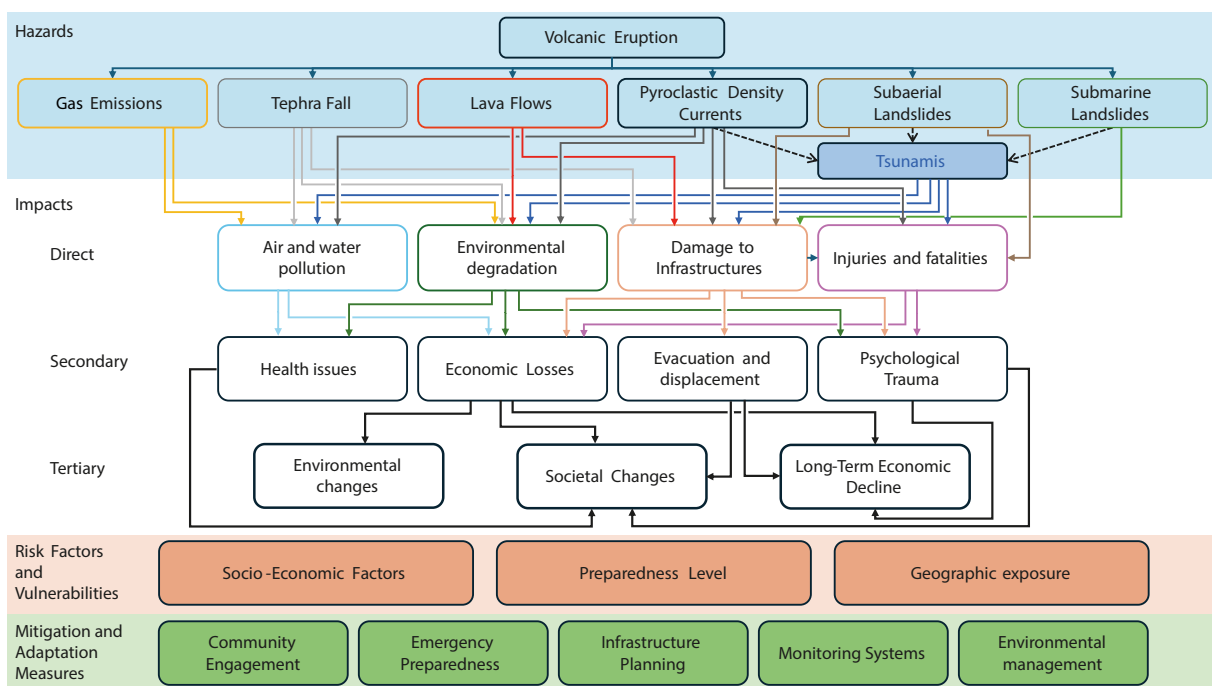 Hazards
Volcanic Eruption
Gas Emissions
Tephra Fall
Lava Flows
Pyroclastic Density
Currents
Subaerial
Landslides
Submarine
Landslides
Tsunamis
Impacts
Direct
Air and water
pollution
Environmental
degradation
Damage to
Infrastructures
Injuries and fatalities
Secondary
Health issues
Economic Losses
Evacuation and
displacement
Psychological
Trauma
Tertiary
Environmental
changes
Societal Changes
Long-Term Economic
Decline
Risk Factors
and
Vulnerabilities
Socio-Economic Factors
Preparedness Level
Geographic exposure
Mitigation and
Adaptation
Measures
Community
Engagement
Emergency
Preparedness
Infrastructure
Planning
Monitoring Systems
Environmental
management